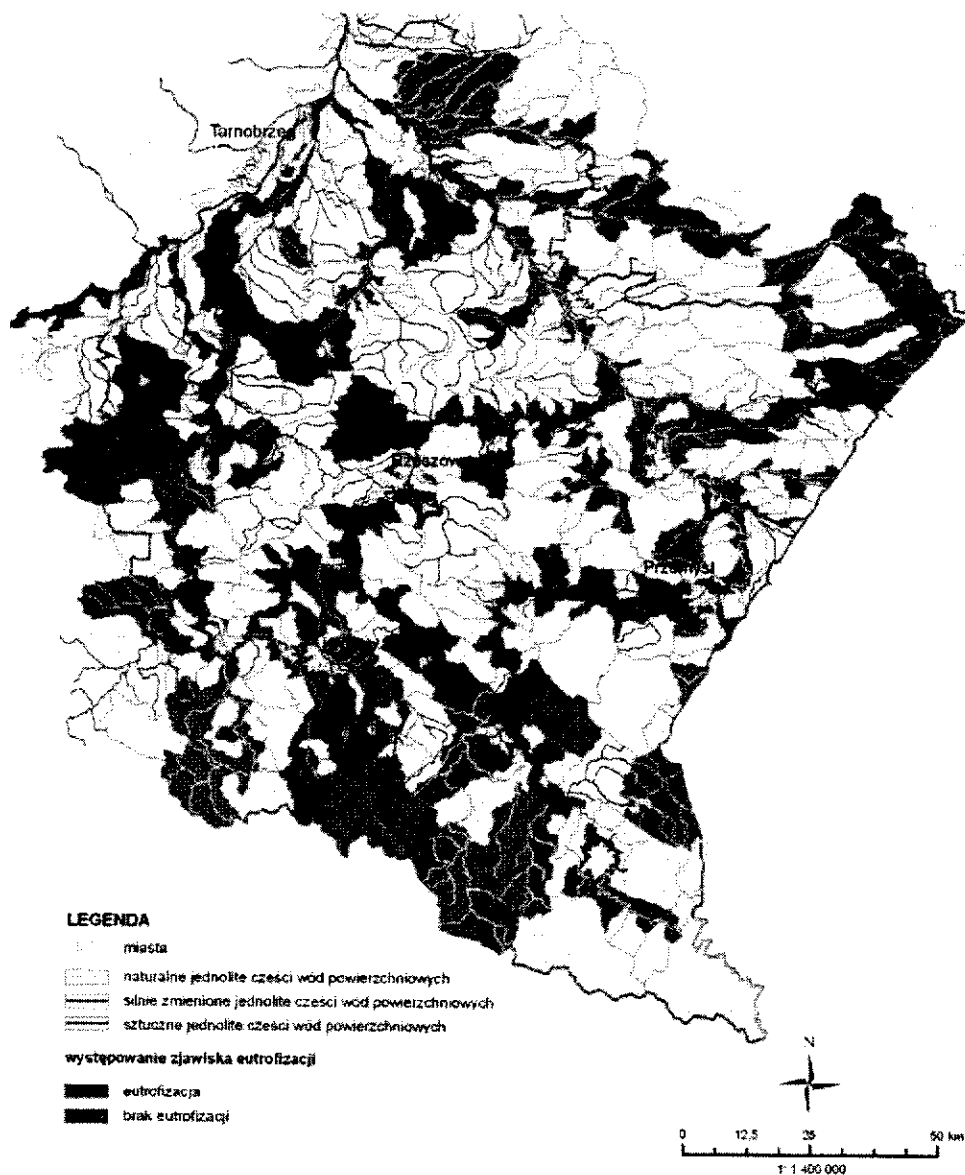 Tarnobrzeg
Rzeszów
Przemyśl
LEGENDA
miasta
naturalne jednolite części wód powierzchniowych
silnie zmienione jednolite części wód powierzchniowych
sztuczne jednolite części wód powierzchniowych
występowanie zjawiska eutrofizacji
eutrofizacja
brak eutrofizacji
N
0 12,5 25 50 km
1: 1 400 000